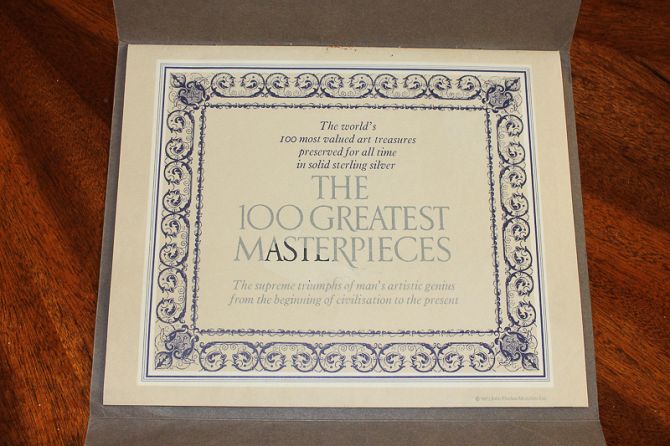 The world's
100 most valued art treasures
preserved for all time
in solid sterling silver
THE
100 GREATEST
MASTERPIECES
The supreme triumphs of man's artistic genius
from the beginning of civilisation to the present
©